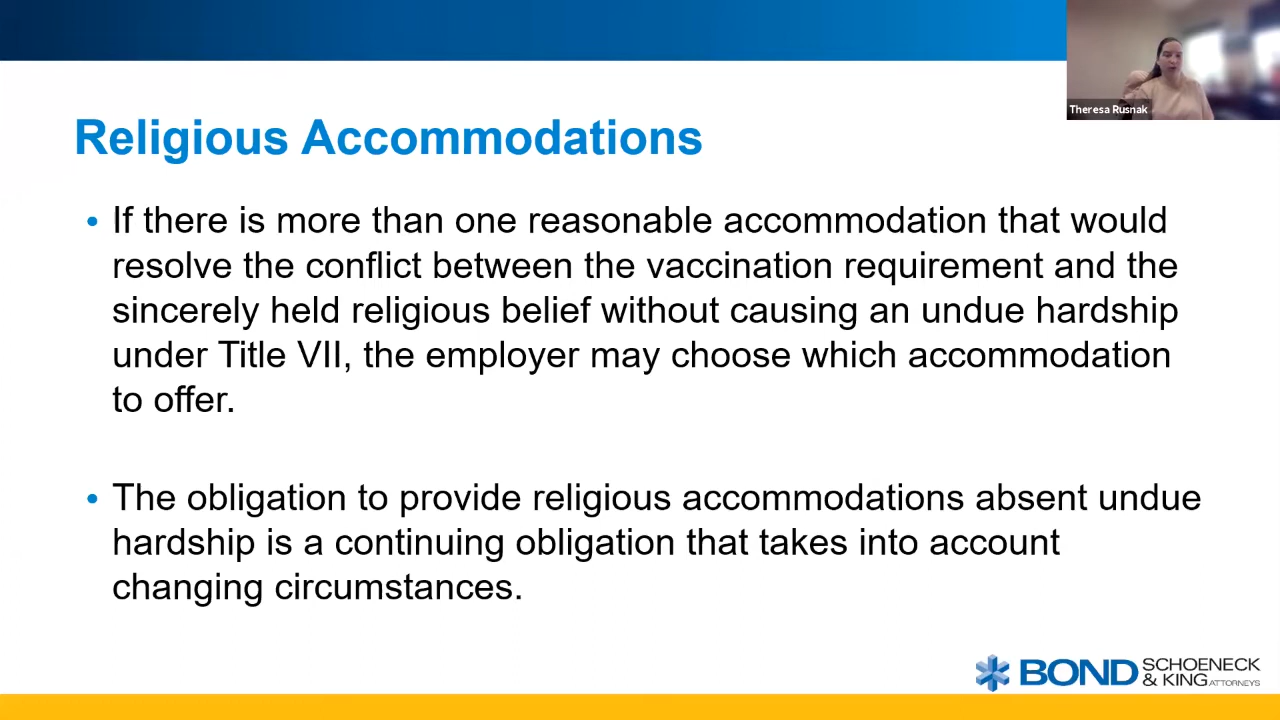 Theresa Rusnak
Religious Accommodations
• If there is more than one reasonable accommodation that would
resolve the conflict between the vaccination requirement and the
sincerely held religious belief without causing an undue hardship
under Title VII, the employer may choose which accommodation
to offer.
• The obligation to provide religious accommodations absent undue
hardship is a continuing obligation that takes into account
changing circumstances.
BOND SCHOENECK
& KING ATTORNEYS